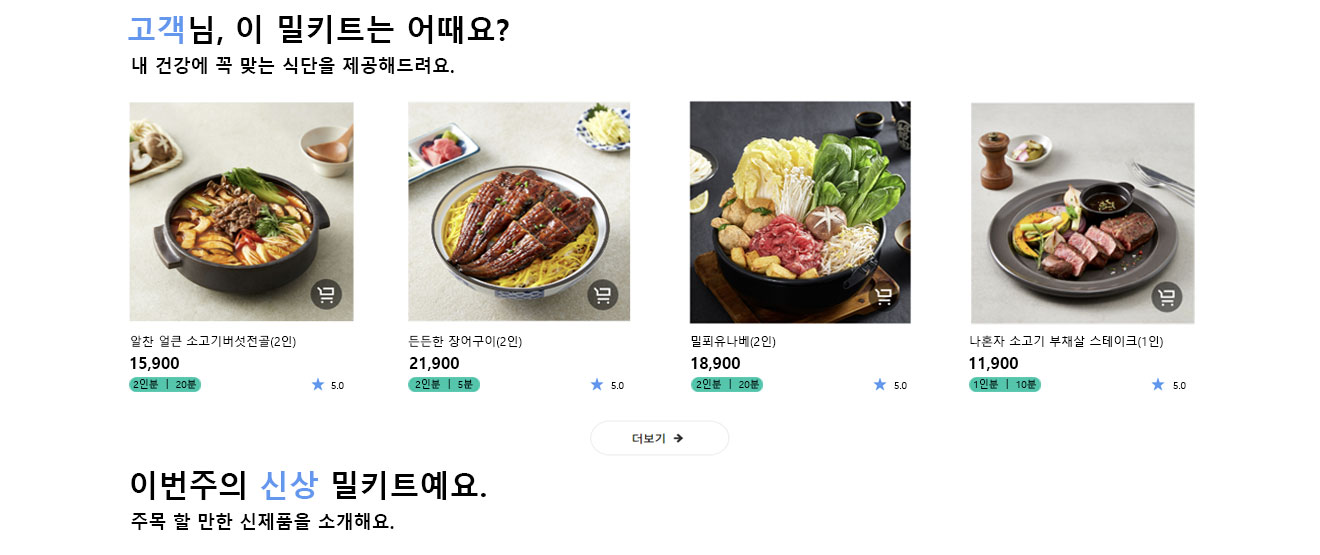 고객님, 이 밀키트는 어때요?
내 건강에 꼭 맞는 식단을 제공해드려요.
알찬 얼큰 소고기버섯전골(2인)
15,900
2인분 | 20분
★ 5.0
든든한 장어구이(2인)
21,900
2인분 | 5분
★ 5.0
밀푀유나베(2인)
18,900
2인분 | 20분
★ 5.0
나혼자 소고기 부채살 스테이크(1인)
11,900
1인분 | 10분
★ 5.0
더보기 →
이번주의 신상 밀키트예요.
주목 할 만한 신제품을 소개해요.